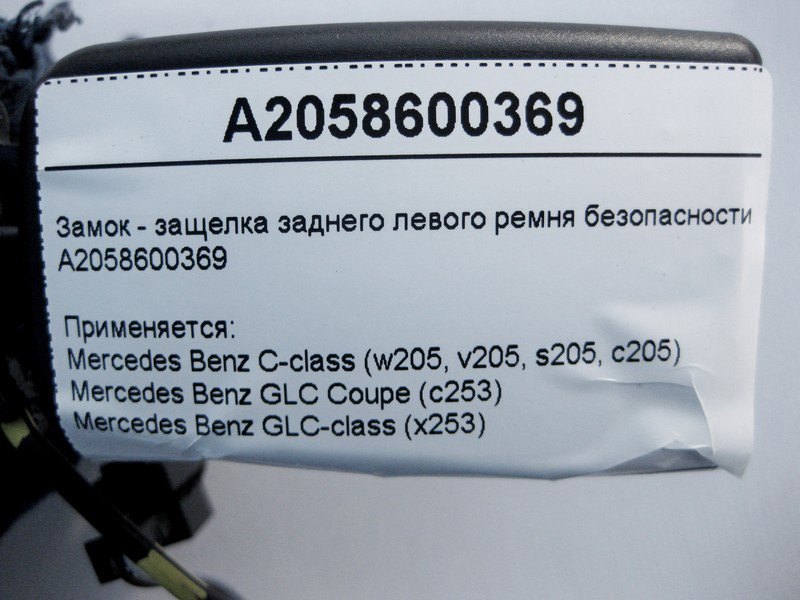 A2058600369
Замок - защелка заднего левого ремня безопасности
A2058600369
Применяется:
Mercedes Benz C-class (w205, v205, s205, c205)
Mercedes Benz GLC Coupe (c253)
Mercedes Benz GLC-class (x253)